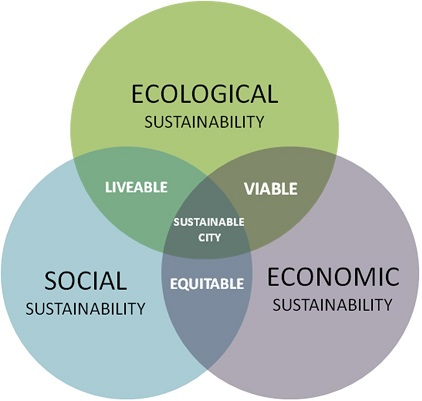 ECOLOGICAL
SUSTAINABILITY
LIVEABLE
VIABLE
SUSTAINABLE
CITY
SOCIAL
SUSTAINABILITY
EQUITABLE
ECONOMIC
SUSTAINABILITY